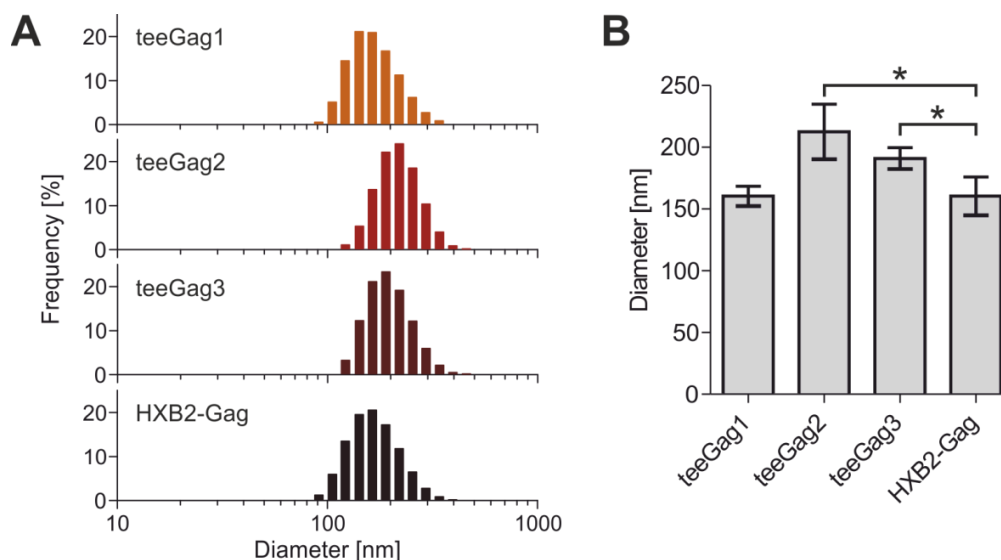 A
teeGag1
20
10
0
teeGag2
20
10
0
teeGag3
20
10
0
HXB2-Gag
20
10
0
Frequency [%]
10 100 1000
Diameter [nm]
B
* 
*
250
200
150
100
50
0
Diameter [nm]
teeGag1
teeGag2
teeGag3
HXB2-Gag